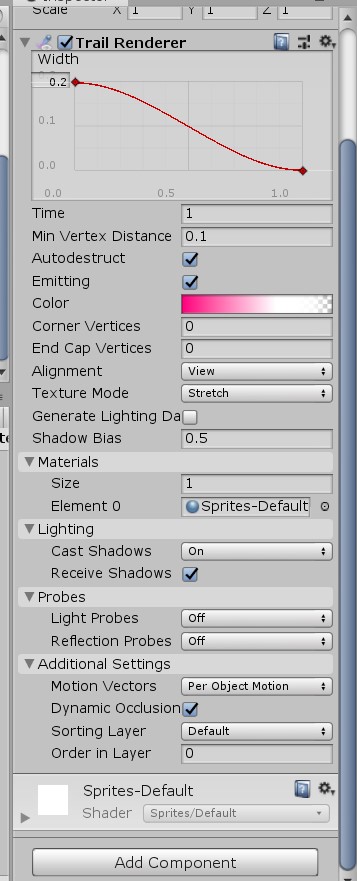 Scale X 1 Y 1 Z 1
Trail Renderer
Width
0.2
0.1
0.0
0.0 0.5 1.0
Time 1
Min Vertex Distance 0.1
Autodestruct
Emitting
Color
Corner Vertices 0
End Cap Vertices 0
Alignment View
Texture Mode Stretch
Generate Lighting Da
Shadow Bias 0.5
Materials
Size 1
Element 0 Sprites-Default
Lighting
Cast Shadows On
Receive Shadows
Probes
Light Probes Off
Reflection Probes Off
Additional Settings
Motion Vectors Per Object Motion
Dynamic Occlusion
Sorting Layer Default
Order in Layer 0
Sprites-Default
Shader Sprites/Default
Add Component